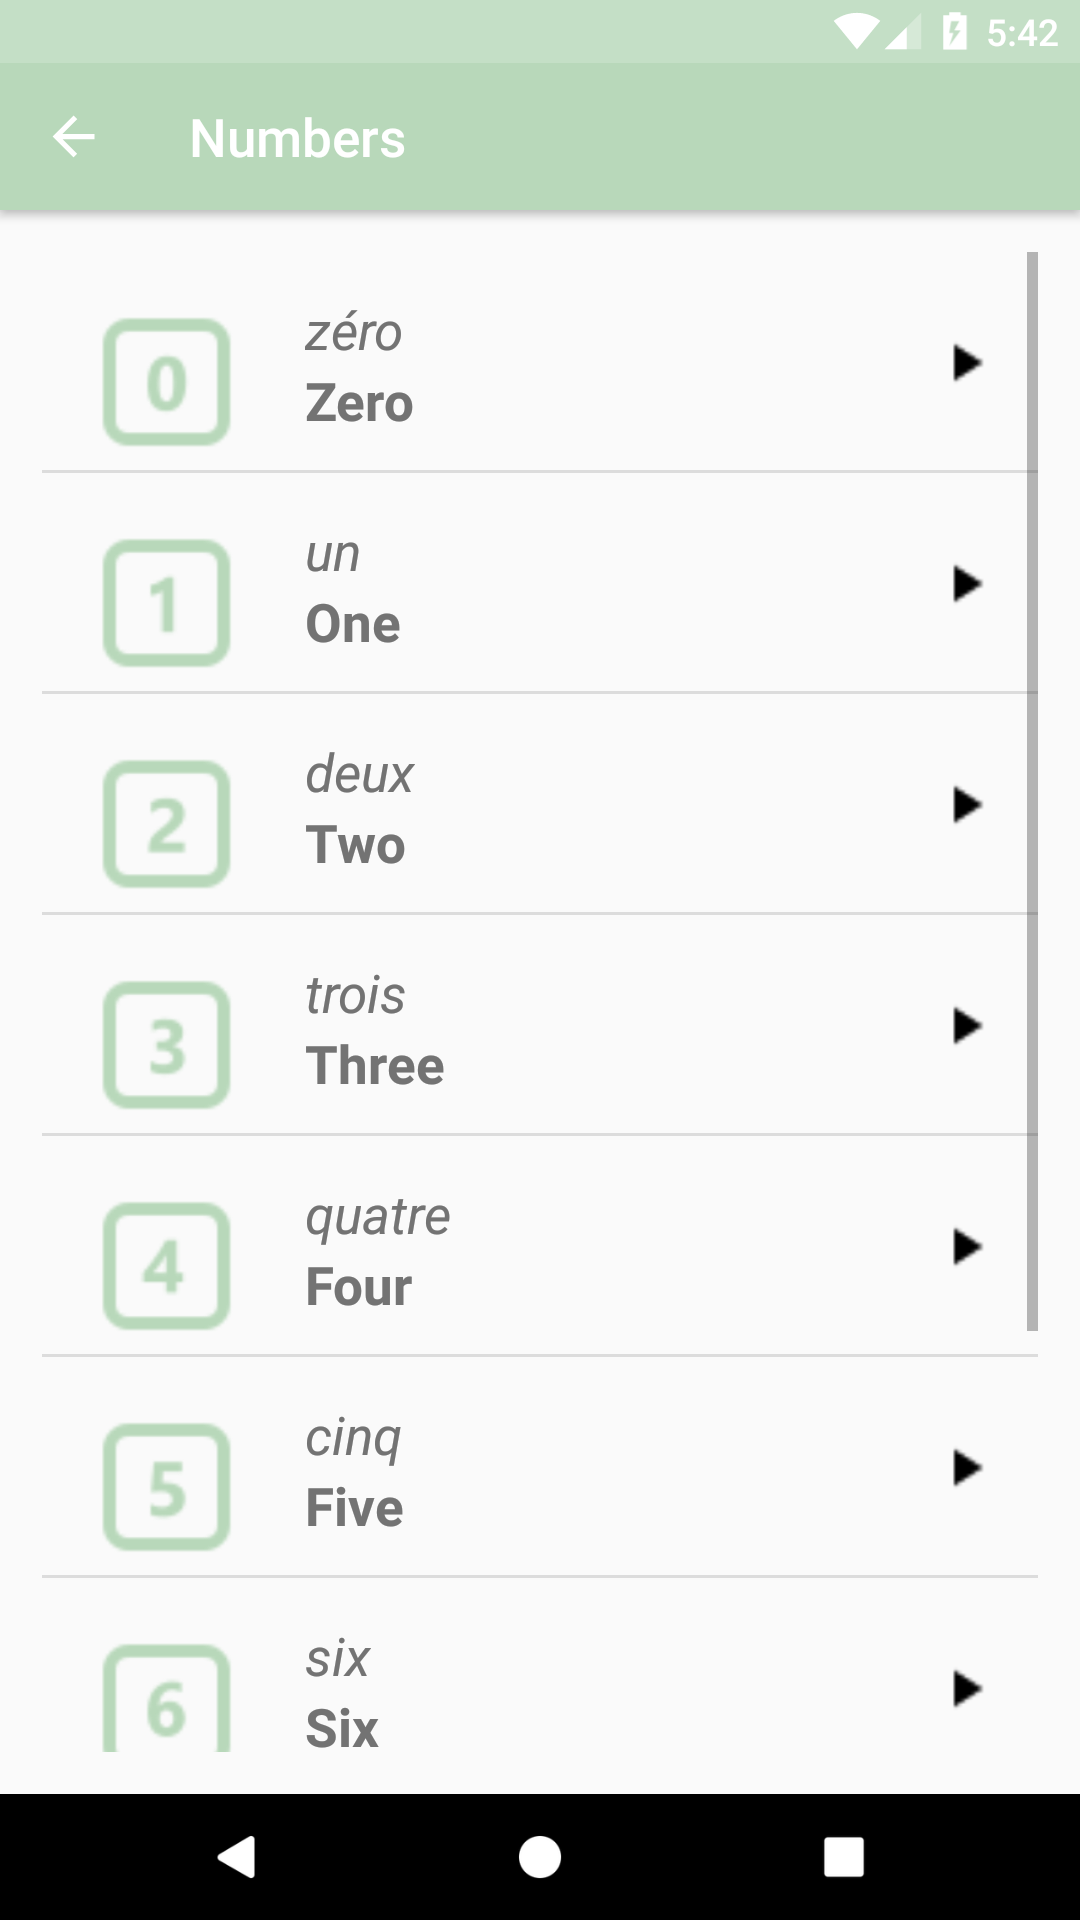 5:42
Numbers
zéro
0
Zero
un
1
One
deux
2
Two
trois
3
Three
quatre
4
Four
cinq
5
Five
six
6
Six